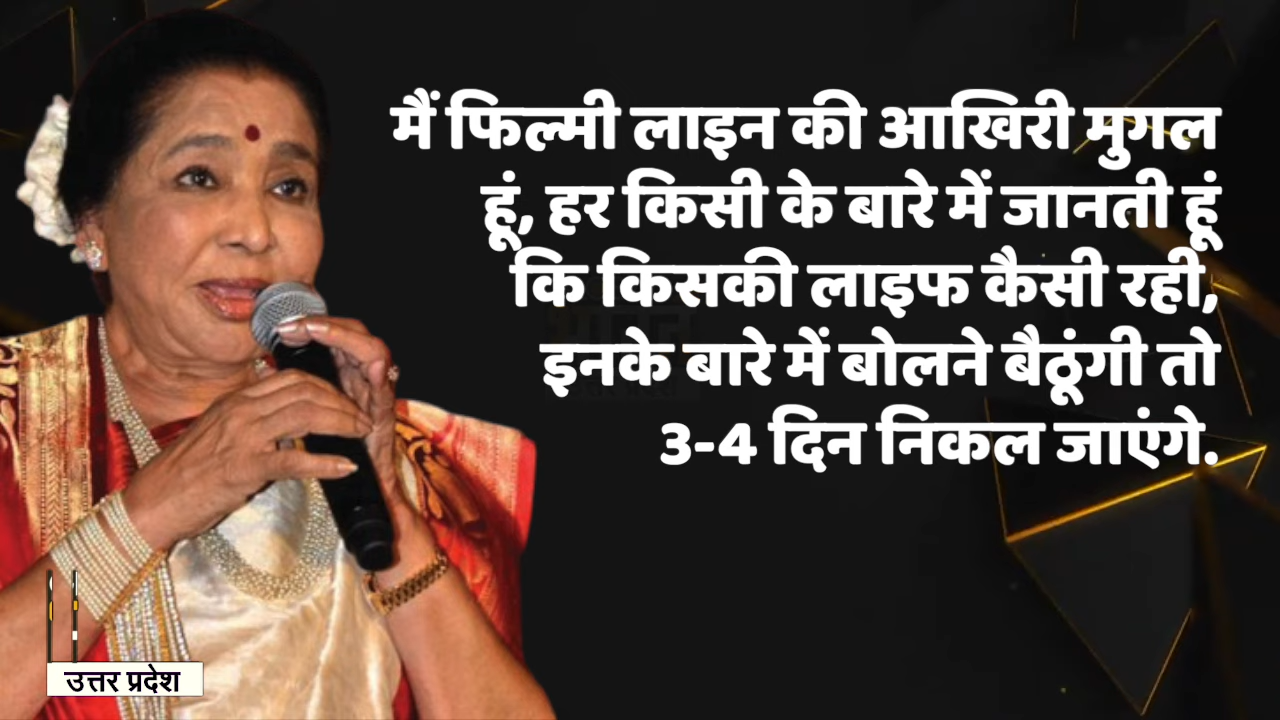 मैं फिल्मी लाइन की आखिरी मुगल
हूं, हर किसी के बारे में जानती हूं
कि किसकी लाइफ कैसी रही,
इनके बारे में बोलने बैठूंगी तो
3-4 दिन निकल जाएंगे.
उत्तर प्रदेश